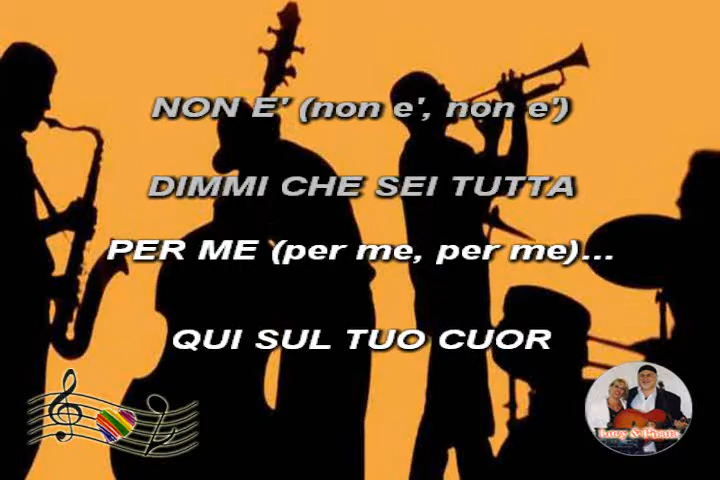 NON E' (non e', non e')
DIMMI CHE SEI TUTTA
PER ME (per me, per me)...
QUI SUL TUO CUOR